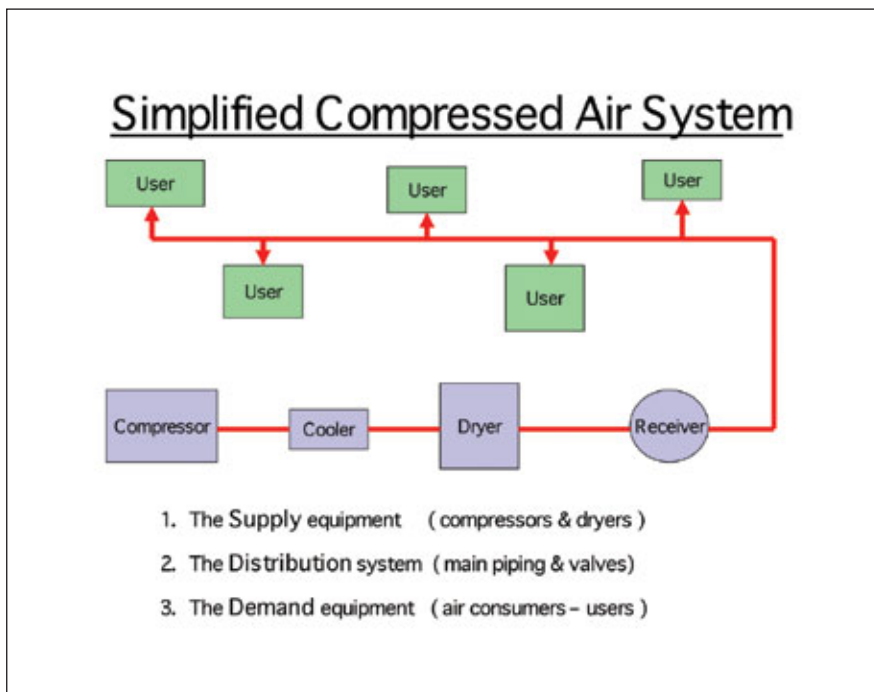 Simplified Compressed Air System
User
User
User
User
User
Compressor
Cooler
Dryer
Receiver
1. The Supply equipment ( compressors & dryers )
2. The Distribution system ( main piping & valves)
3. The Demand equipment ( air consumers – users )